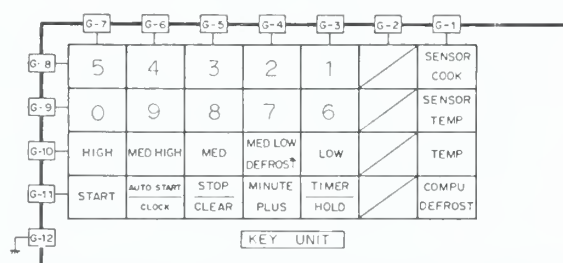 G-7 G-6 G-5 G-4 G-3 G-2 G-1
G-8 5 4 3 2 1 SENSOR COOK
G-9 0 9 8 7 6 SENSOR TEMP
G-10 HIGH MED HIGH MED MED LOW DEFROST* LOW TEMP
G-11 START AUTO START CLOCK STOP CLEAR MINUTE PLUS TIMER HOLD COMPU DEFROST
G-12
KEY UNIT